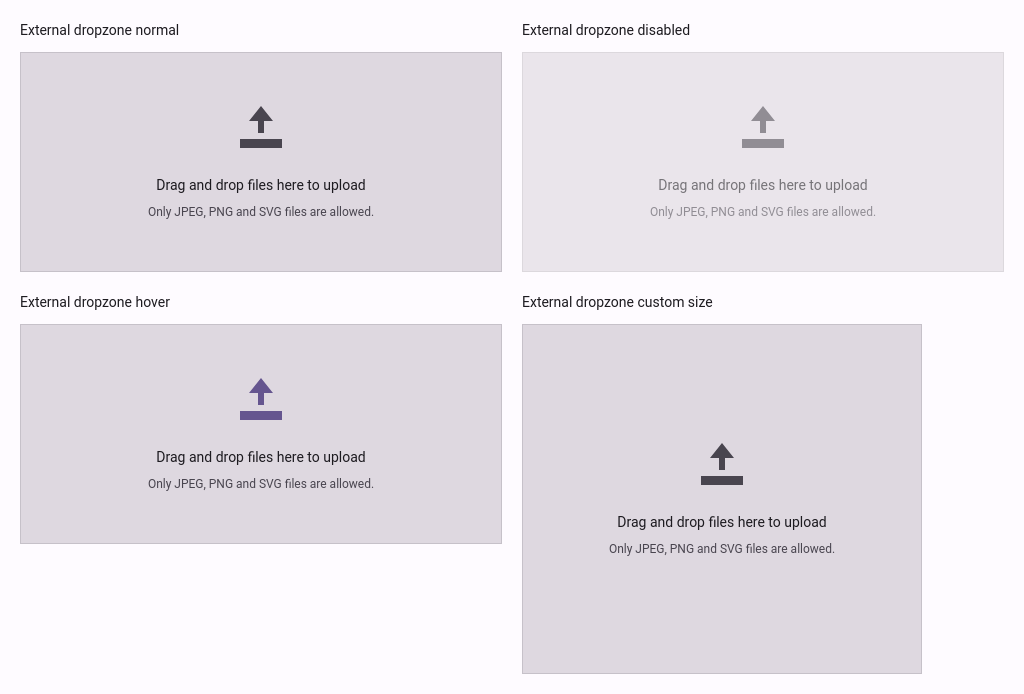 External dropzone normal
Drag and drop files here to upload
Only JPEG, PNG and SVG files are allowed.
External dropzone disabled
Drag and drop files here to upload
Only JPEG, PNG and SVG files are allowed.
External dropzone hover
Drag and drop files here to upload
Only JPEG, PNG and SVG files are allowed.
External dropzone custom size
Drag and drop files here to upload
Only JPEG, PNG and SVG files are allowed.